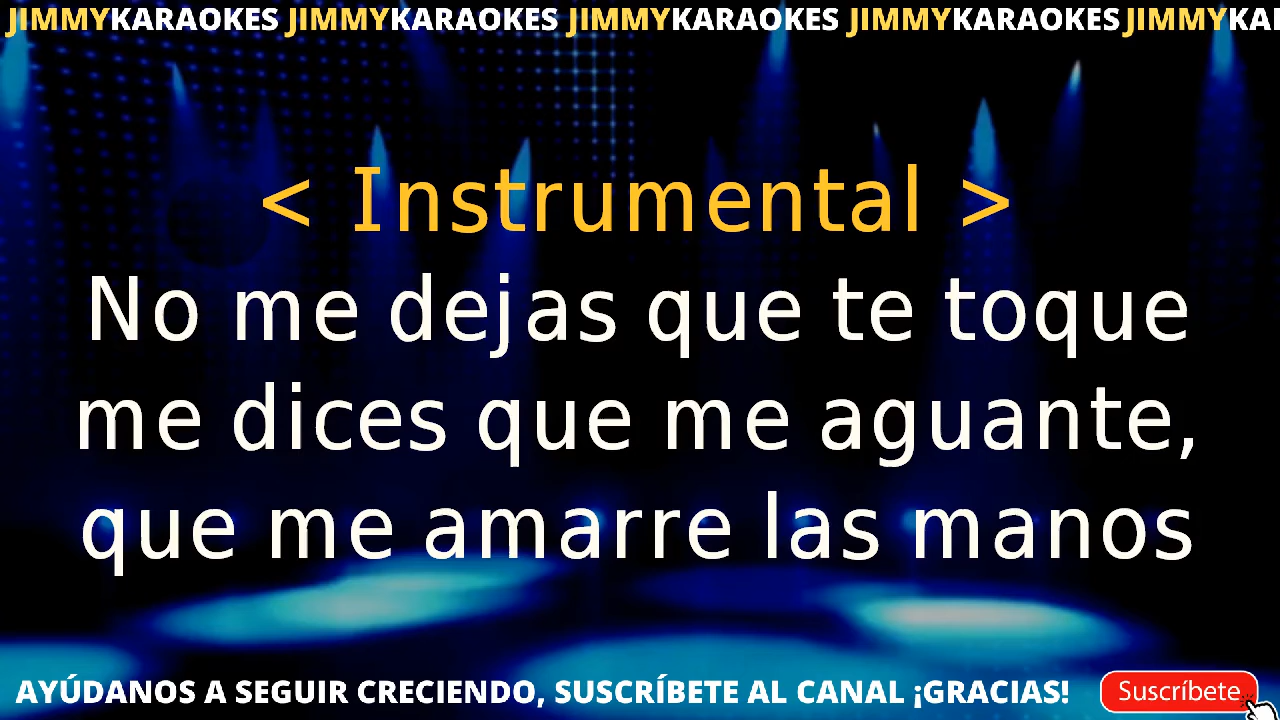 JIMMYKARAOKES JIMMYKARAOKES JIMMYKARAOKES JIMMYKARAOKES JIMMYKAI
< Instrumental >
No me dejas que te toque
me dices que me aguante,
que me amarre las manos
AYÚDANOS A SEGUIR CRECIENDO, SUSCRÍBETE AL CANAL ¡GRACIAS! Suscríbete